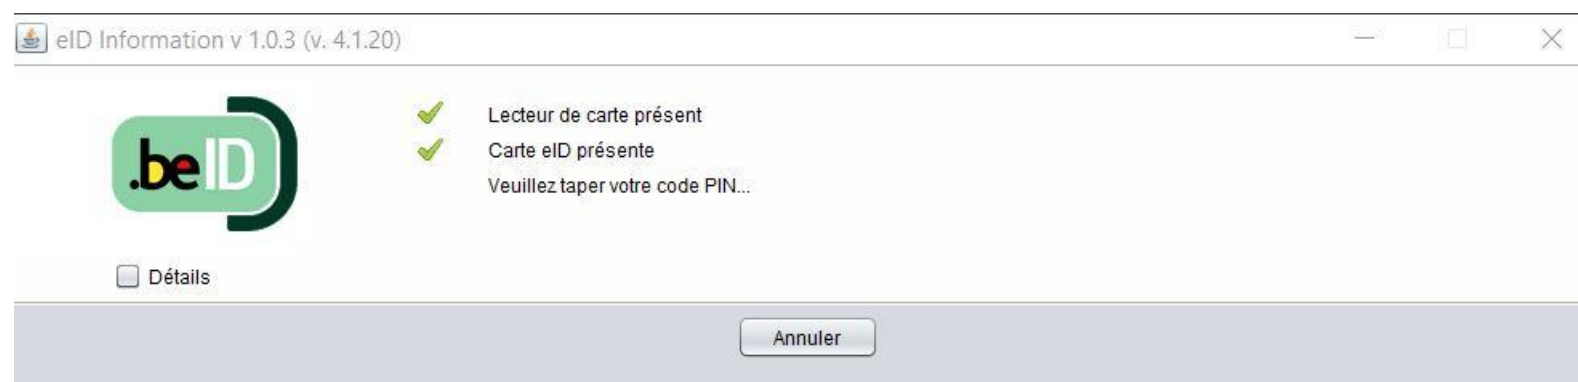 eID Information v 1.0.3 (v. 4.1.20)
Lecteur de carte présent
Carte eID présente
Veuillez taper votre code PIN...
.beID
Détails
Annuler